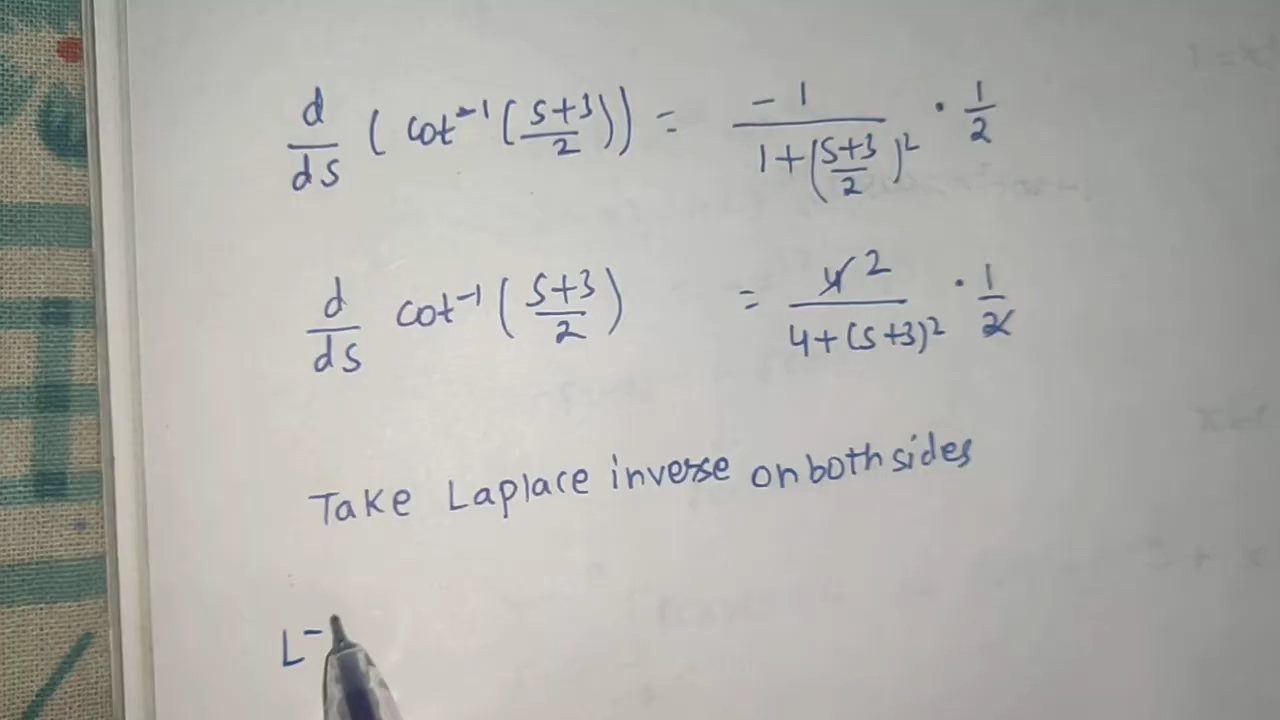 d/ds ( cot⁻¹ ( (s+3)/2 ) ) = -1 / (1 + ((s+3)/2)²) · 1/2
d/ds cot⁻¹ ( (s+3)/2 ) = 4̸ 2 / (4 + (s+3)²) · 1/2̸
Take Laplace inverse on both sides
L⁻